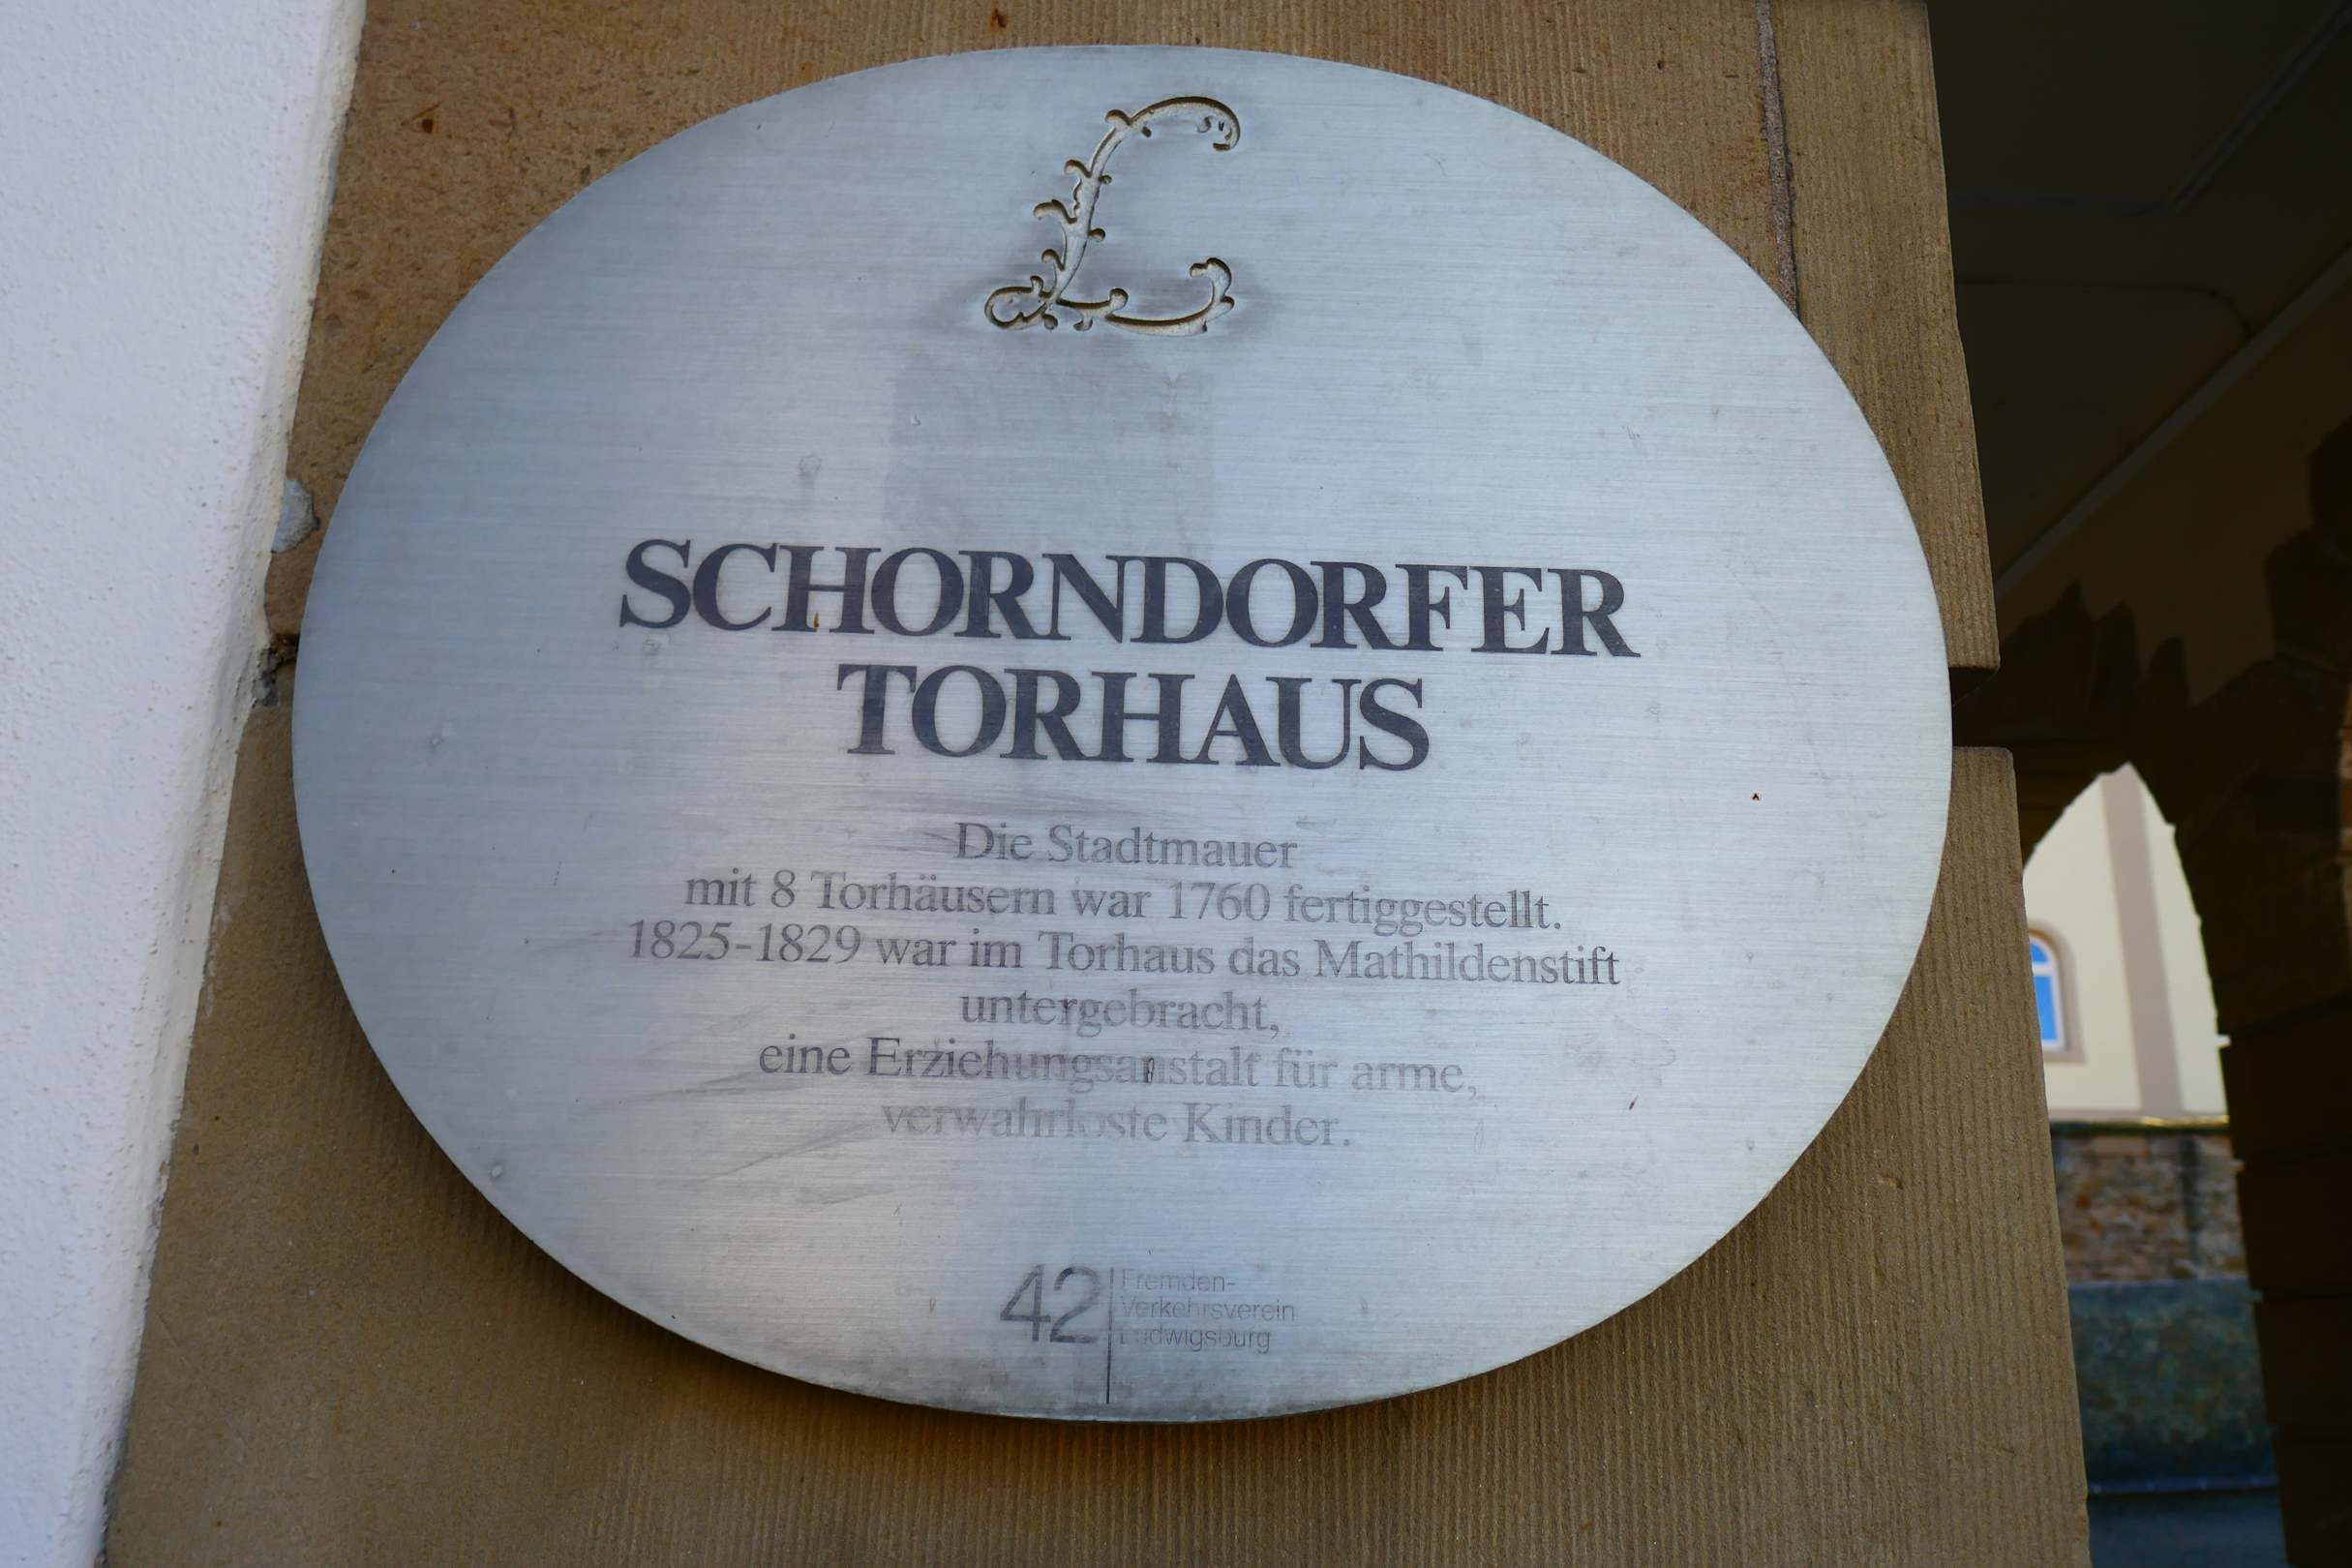 L
SCHORNDORFER
TORHAUS
Die Stadtmauer
mit 8 Torhäusern war 1760 fertiggestellt.
1825-1829 war im Torhaus das Mathildenstift
untergebracht,
eine Erziehungsanstalt für arme,
verwahrloste Kinder.
42
Fremden-
Verkehrsverein
Ludwigsburg